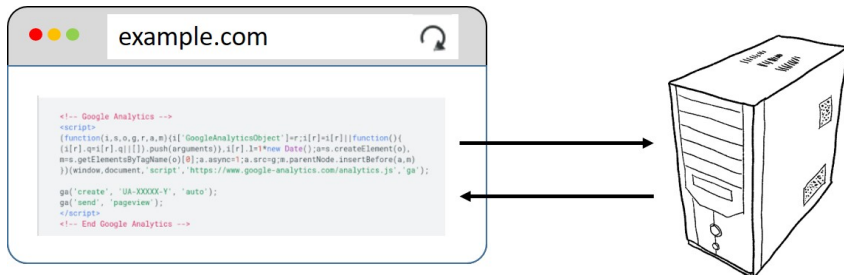 example.com
<!-- Google Analytics -->
<script>
(function(i,s,o,g,r,a,m){i['GoogleAnalyticsObject']=r;i[r]=i[r]||function(){
(i[r].q=i[r].q||[]).push(arguments)},i[r].l=1*new Date();a=s.createElement(o),
m=s.getElementsByTagName(o)[0];a.async=1;a.src=g;m.parentNode.insertBefore(a,m)
})(window,document,'script','https://www.google-analytics.com/analytics.js','ga');
ga('create', 'UA-XXXXX-Y', 'auto');
ga('send', 'pageview');
</script>
<!-- End Google Analytics -->